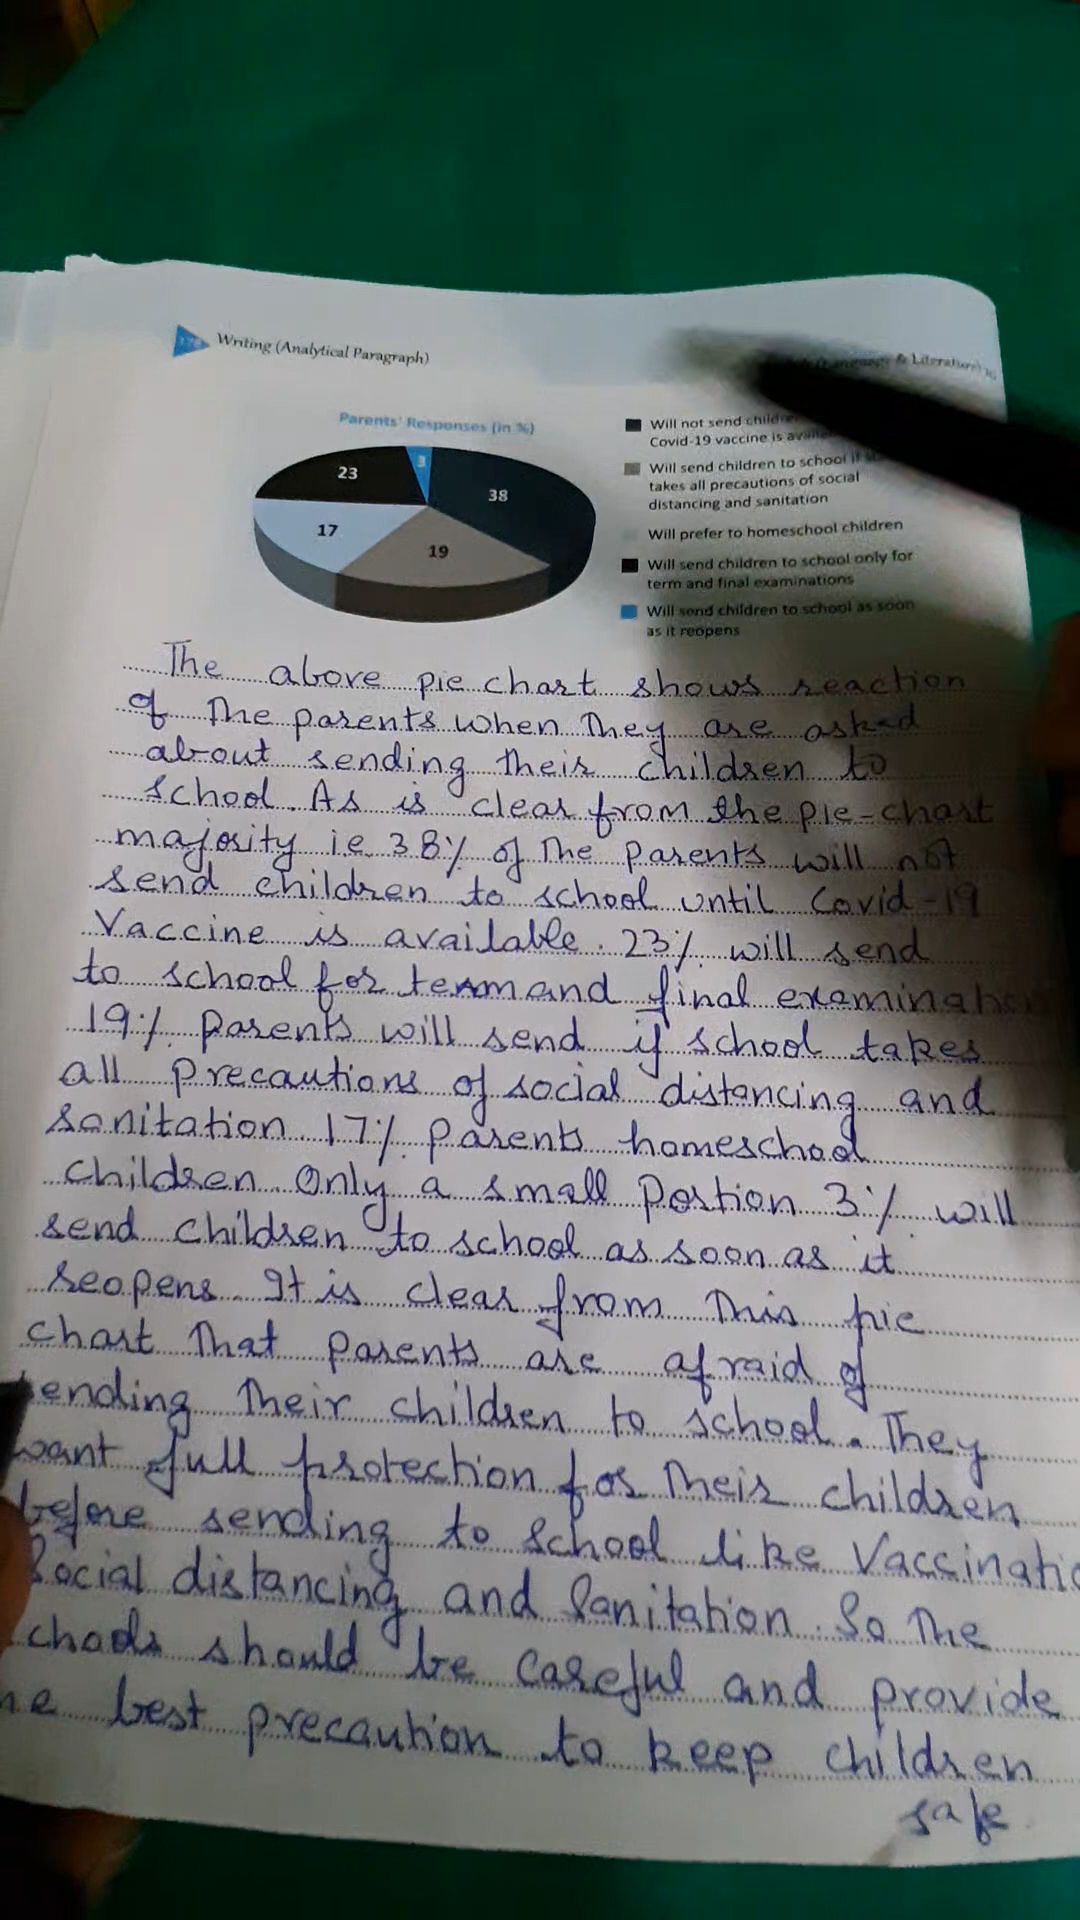 178 Writing (Analytical Paragraph)
(Language & Literature)
Parents' Responses (in %)
3
23
38
17
19
Will not send children
Covid-19 vaccine is
Will send children to school if
takes all precautions of social
distancing and sanitation
Will prefer to homeschool children
Will send children to school only for
term and final examinations
Will send children to school as soon
as it reopens
The above pie chart shows reaction
of the parents when they are asked
about sending their children to
school. As is clear from the pie-chart
majority i.e. 38% of the parents will not
send children to school until Covid-19
Vaccine is available. 23% will send
to school for term and final
19% parents will send if school takes
all precautions of social distancing and
sanitation. 17% parents homeschool
children. Only a small portion 3% will
send children to school as soon as it
reopens. It is clear from this pie
chart that parents are afraid of
sending their children to school. They
want full protection for their children
before sending to school like
Social distancing and Sanitation. So the
should be careful and provide
best precaution to keep children
safe